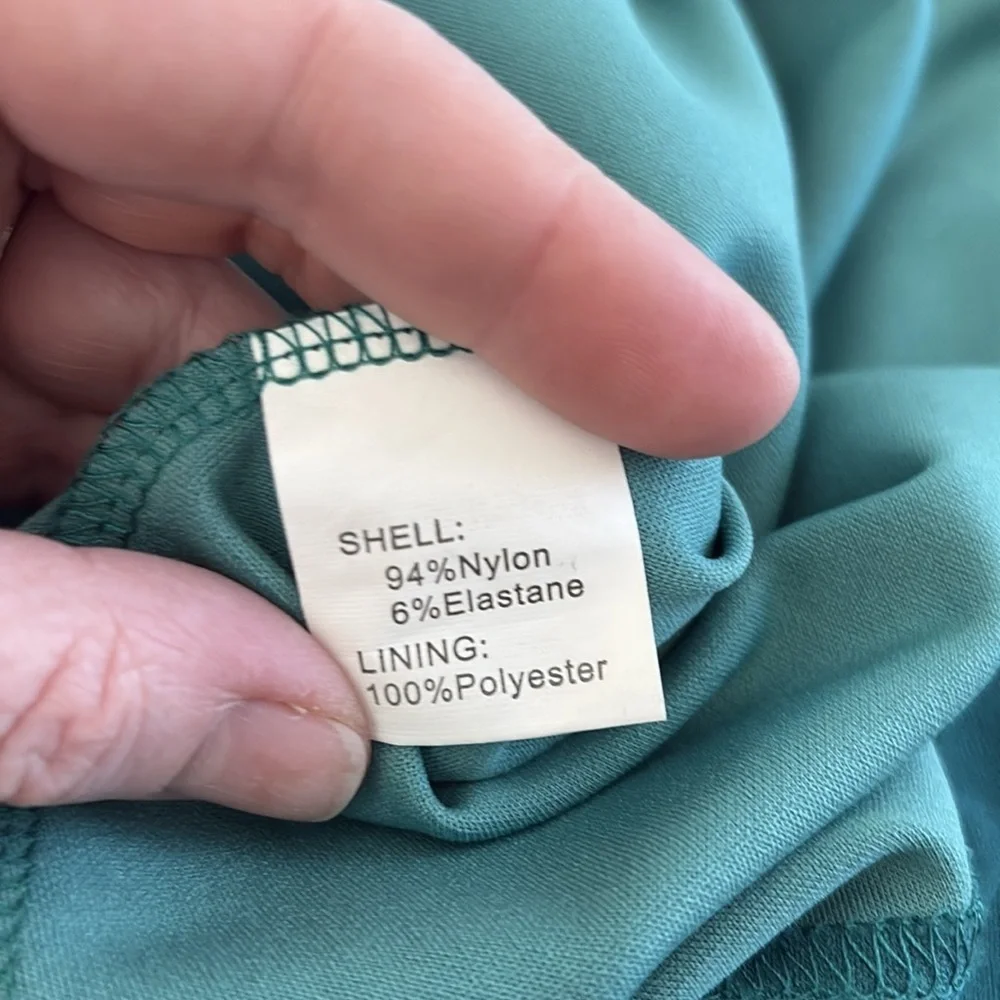 SHELL:
94%Nylon
6%Elastane
LINING:
100%Polyester